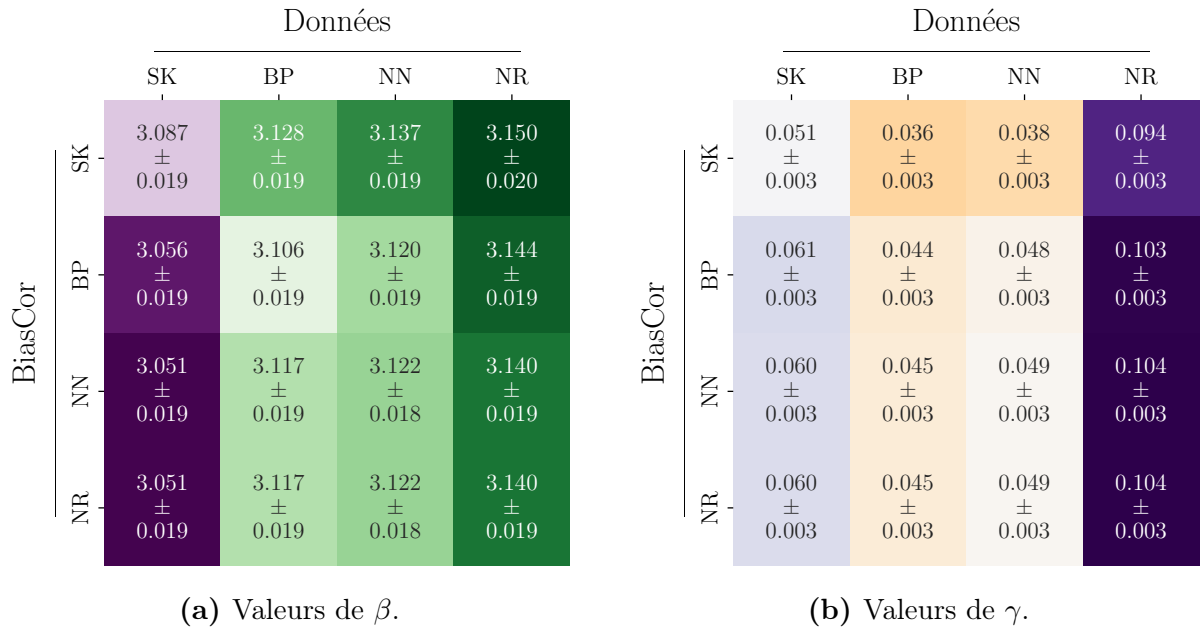 Données
SK BP NN NR
BiasCor
SK
3.087 ± 0.019
3.128 ± 0.019
3.137 ± 0.019
3.150 ± 0.020
BP
3.056 ± 0.019
3.106 ± 0.019
3.120 ± 0.019
3.144 ± 0.019
NN
3.051 ± 0.019
3.117 ± 0.019
3.122 ± 0.018
3.140 ± 0.019
NR
3.051 ± 0.019
3.117 ± 0.019
3.122 ± 0.018
3.140 ± 0.019
(a) Valeurs de β.
Données
SK BP NN NR
BiasCor
SK
0.051 ± 0.003
0.036 ± 0.003
0.038 ± 0.003
0.094 ± 0.003
BP
0.061 ± 0.003
0.044 ± 0.003
0.048 ± 0.003
0.103 ± 0.003
NN
0.060 ± 0.003
0.045 ± 0.003
0.049 ± 0.003
0.104 ± 0.003
NR
0.060 ± 0.003
0.045 ± 0.003
0.049 ± 0.003
0.104 ± 0.003
(b) Valeurs de γ.